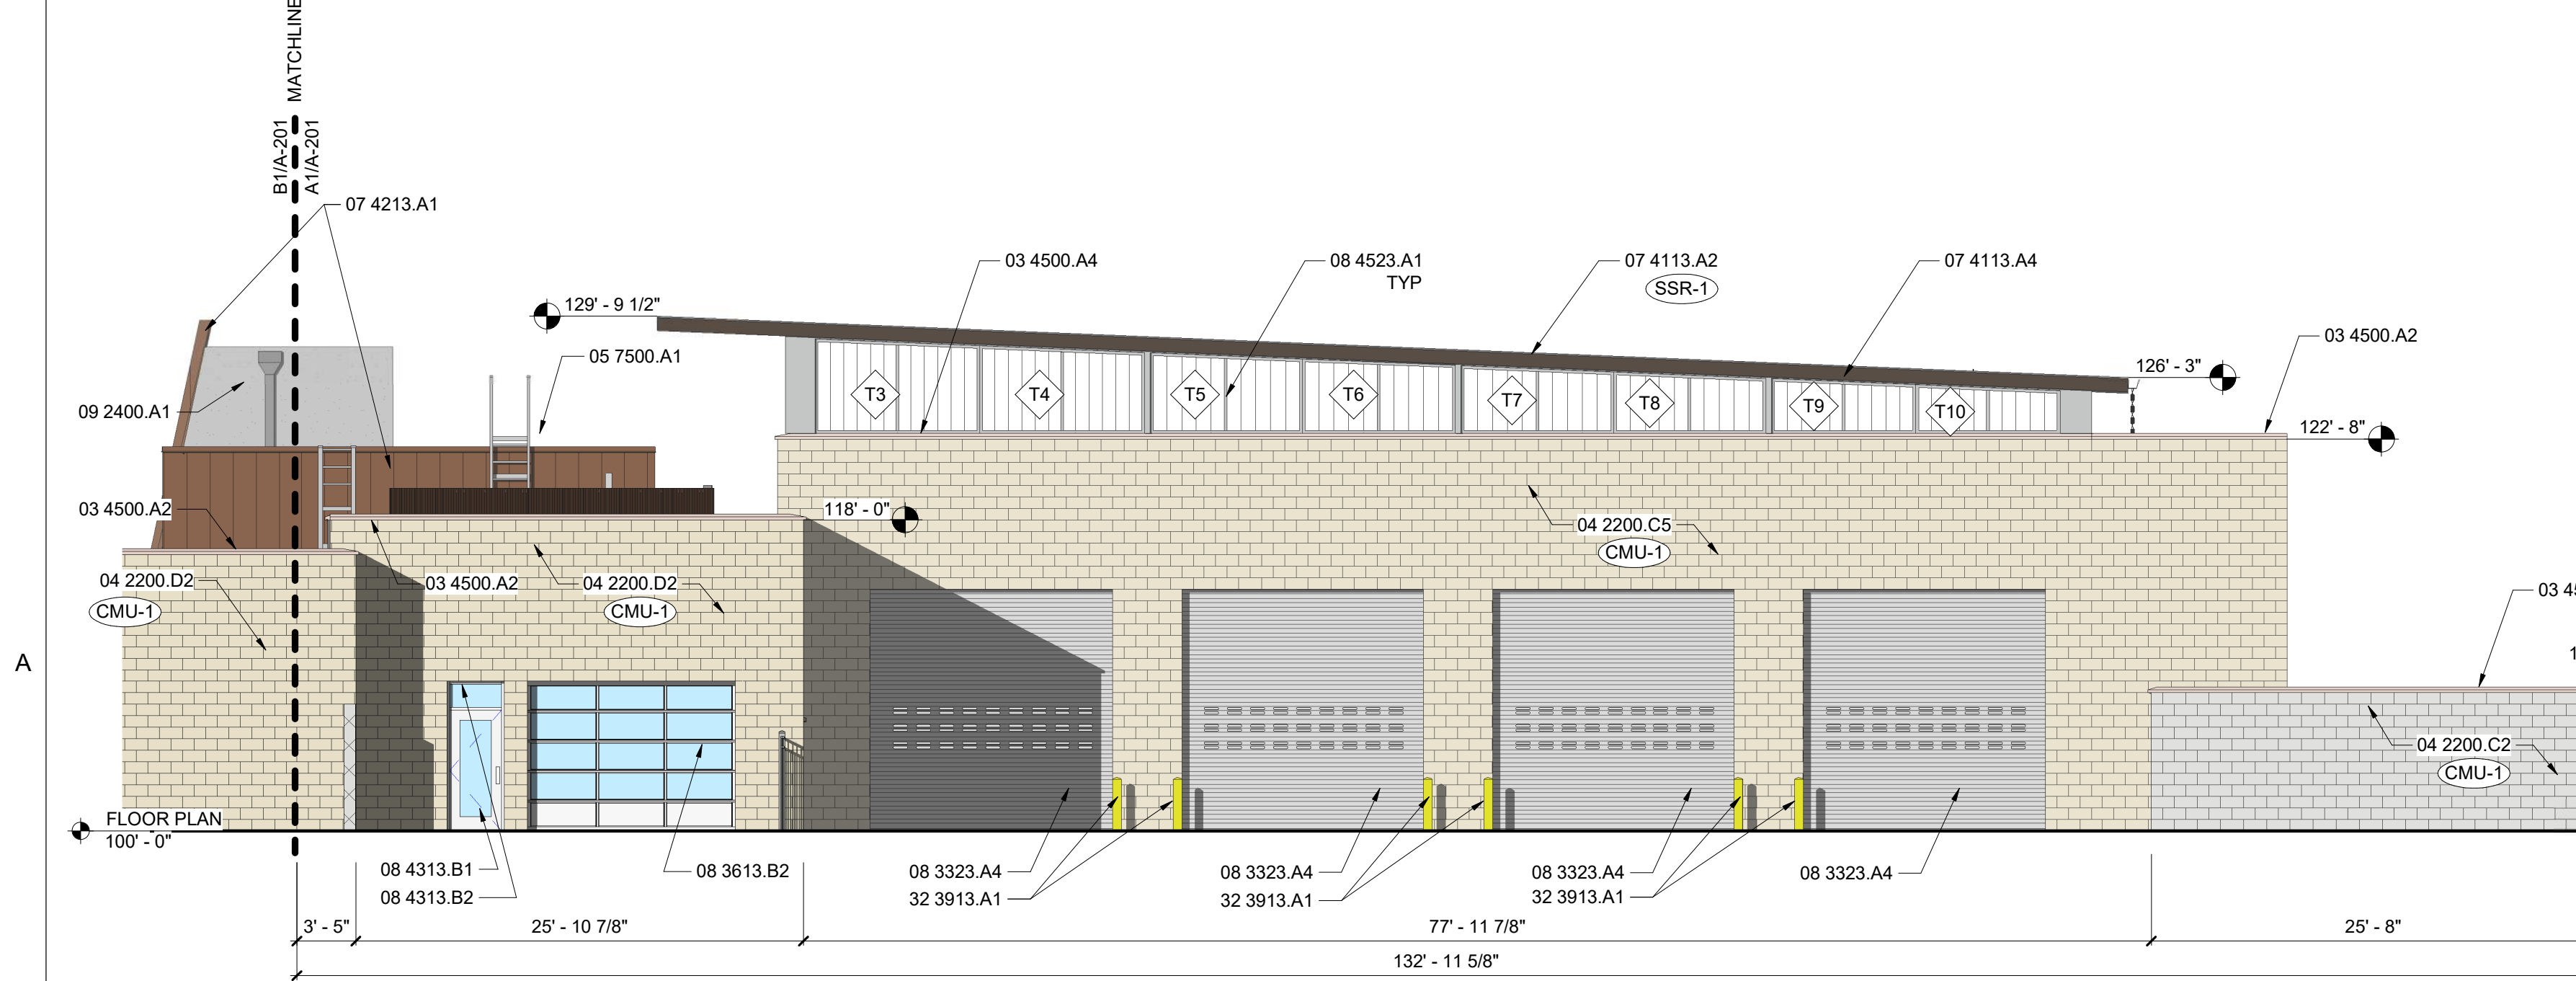 MATCHLINE
B1/A-201
A1/A-201
07 4213.A1
03 4500.A4
08 4523.A1
TYP
07 4113.A2
SSR-1
07 4113.A4
129' - 9 1/2"
03 4500.A2
05 7500.A1
126' - 3"
T3
T4
T5
T6
T7
T8
T9
T10
09 2400.A1
122' - 8"
03 4500.A2
118' - 0"
04 2200.C5
CMU-1
04 2200.D2
CMU-1
03 4500.A2
04 2200.D2
CMU-1
03 45
1
A
04 2200.C2
CMU-1
FLOOR PLAN
100' - 0"
08 4313.B1
08 4313.B2
08 3613.B2
08 3323.A4
32 3913.A1
08 3323.A4
32 3913.A1
08 3323.A4
32 3913.A1
08 3323.A4
3' - 5"
25' - 10 7/8"
77' - 11 7/8"
25' - 8"
132' - 11 5/8"